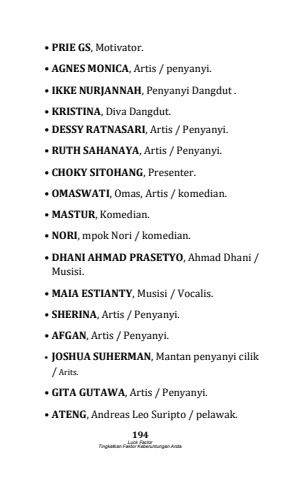 • PRIE GS, Motivator.
• AGNES MONICA, Artis / penyanyi.
• IKKE NURJANNAH, Penyanyi Dangdut .
• KRISTINA, Diva Dangdut.
• DESSY RATNASARI, Artis / Penyanyi.
• RUTH SAHANAYA, Artis / Penyanyi.
• CHOKY SITOHANG, Presenter.
• OMASWATI, Omas, Artis / komedian.
• MASTUR, Komedian.
• NORI, mpok Nori / komedian.
• DHANI AHMAD PRASETYO, Ahmad Dhani /
Musisi.
• MAIA ESTIANTY, Musisi / Vocalis.
• SHERINA, Artis / Penyanyi.
• AFGAN, Artis / Penyanyi.
• JOSHUA SUHERMAN, Mantan penyanyi cilik
/ Arits.
• GITA GUTAWA, Artis / Penyanyi.
• ATENG, Andreas Leo Suripto / pelawak.
194
Luck Factor
Tingkatkan Faktor Keberuntungan Anda